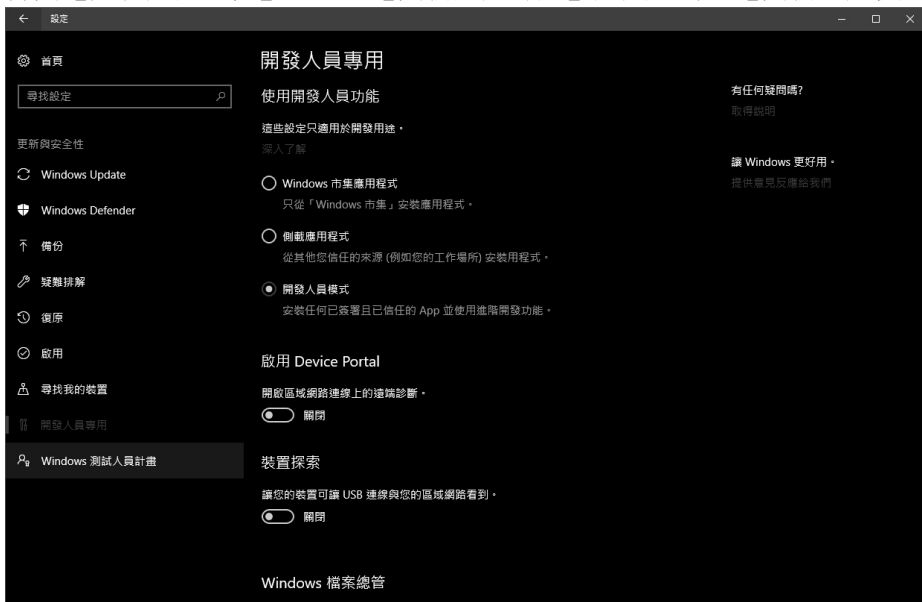 設定
首頁
尋找設定
更新與安全性
Windows Update
Windows Defender
備份
疑難排解
復原
啟用
尋找我的裝置
開發人員專用
Windows 測試人員計畫
開發人員專用
使用開發人員功能
這些設定只適用於開發用途。
深入了解
Windows 市集應用程式
只從「Windows 市集」安裝應用程式。
側載應用程式
從其他您信任的來源 (例如您的工作場所) 安裝用程式。
開發人員模式
安裝任何已簽署且已信任的 App 並使用進階開發功能。
啟用 Device Portal
開啟區域網路連線上的遠端診斷。
關閉
裝置探索
讓您的裝置可讓 USB 連線與您的區域網路看到。
關閉
Windows 檔案總管
有任何疑問嗎?
取得說明
讓 Windows 更好用。
提供意見反應給我們